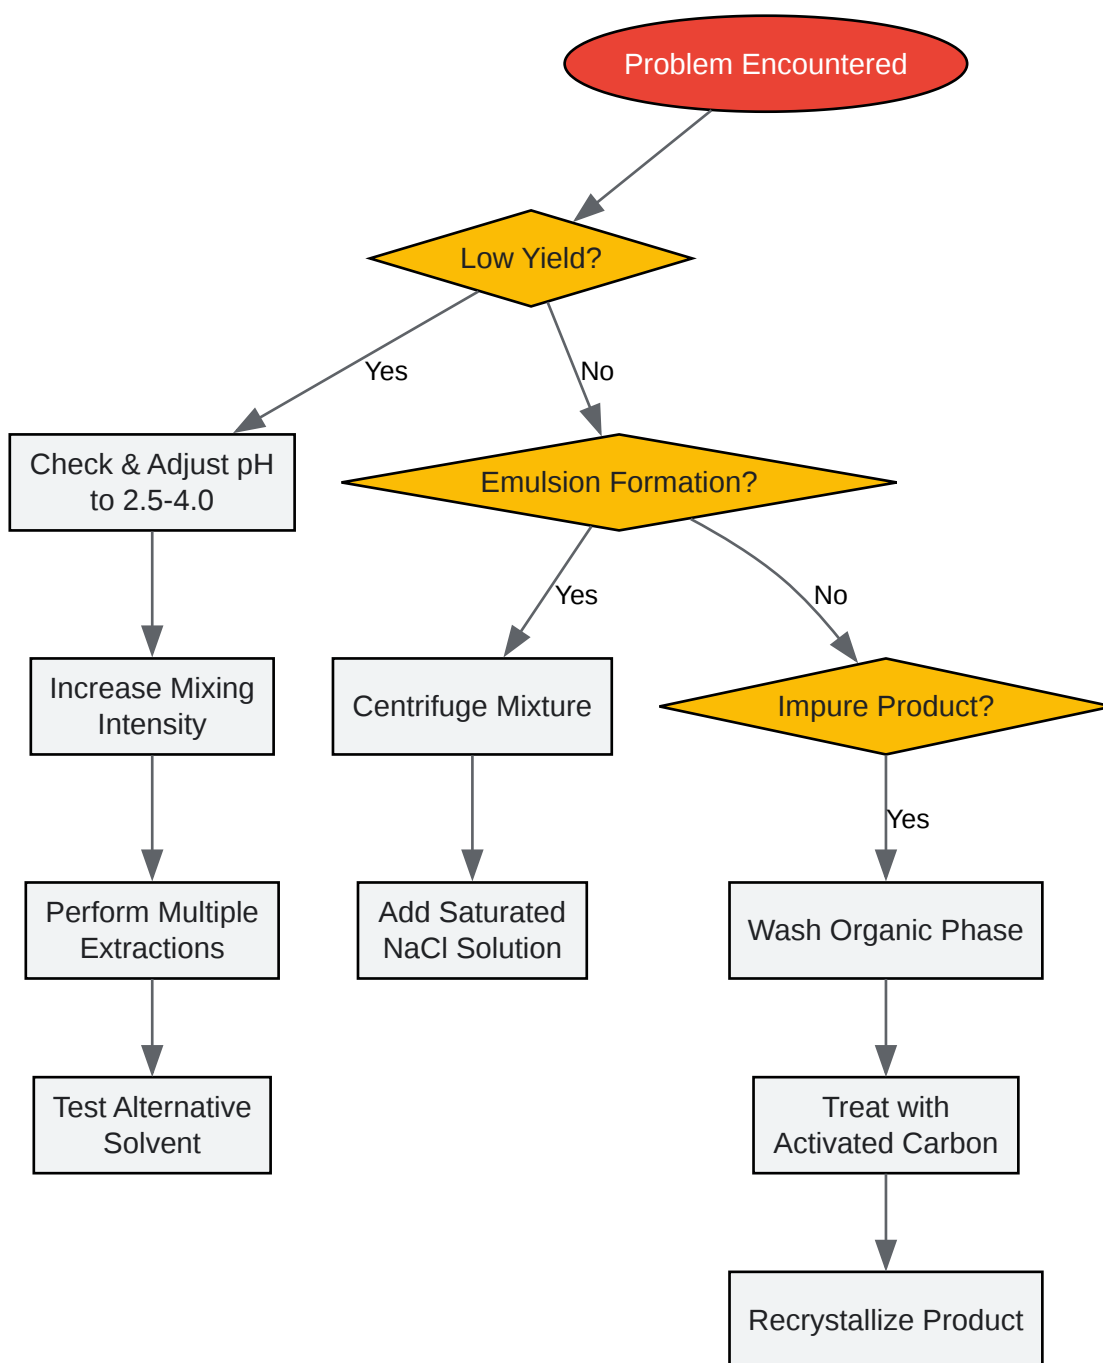 Problem Encountered
Low Yield?
Yes
No
Check & Adjust pH
to 2.5-4.0
Emulsion Formation?
Yes
No
Increase Mixing
Intensity
Centrifuge Mixture
Impure Product?
Yes
Perform Multiple
Extractions
Add Saturated
NaCl Solution
Wash Organic Phase
Test Alternative
Solvent
Treat with
Activated Carbon
Recrystallize Product